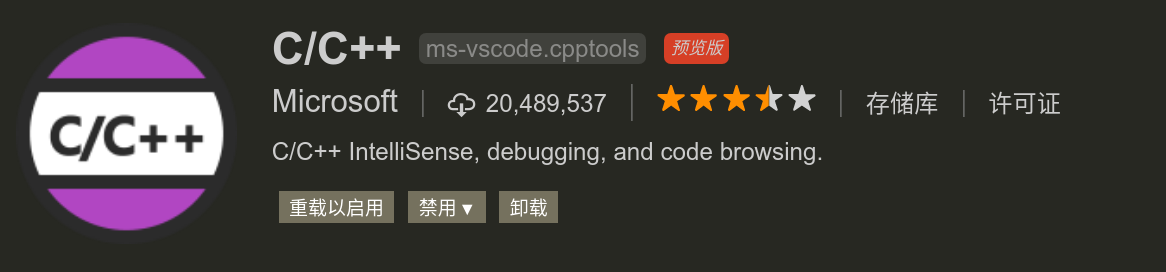 C/C++
C/C++ ms-vscode.cpptools 预览版
Microsoft | 20,489,537 | 存储库 | 许可证
C/C++ IntelliSense, debugging, and code browsing.
重载以启用 禁用 ▾ 卸载